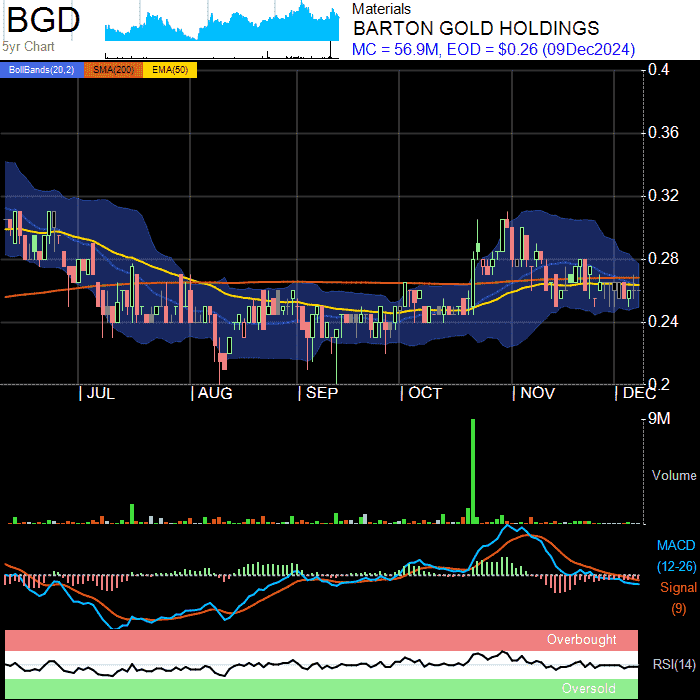 BGD
5yr Chart
Materials
BARTON GOLD HOLDINGS
MC = 56.9M, EOD = $0.26 (09Dec2024)
BollBands(20,2) SMA(200) EMA(50)
0.4
0.36
0.32
0.28
0.24
0.2
JUL AUG SEP OCT NOV DEC
9M
Volume
MACD
(12-26)
Signal
(9)
Overbought
RSI(14)
Oversold